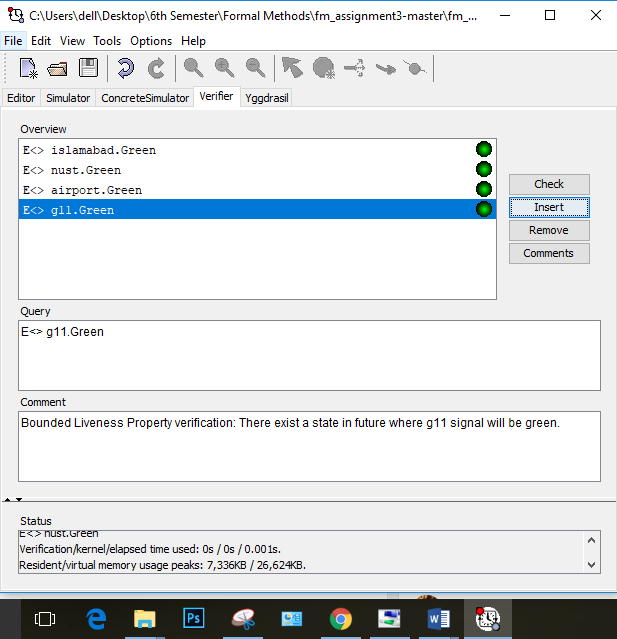 C:\Users\dell\Desktop\6th Semester\Formal Methods\fm_assignment3-master\fm_...
File Edit View Tools Options Help
Editor Simulator ConcreteSimulator Verifier Yggdrasil
Overview
E<> islamabad.Green
E<> nust.Green
E<> airport.Green
E<> g11.Green
Check
Insert
Remove
Comments
Query
E<> g11.Green
Comment
Bounded Liveness Property verification: There exist a state in future where g11 signal will be green.
Status
E<> nust.Green
Verification/kernel/elapsed time used: 0s / 0s / 0.001s.
Resident/virtual memory usage peaks: 7,336KB / 26,624KB.
Ps